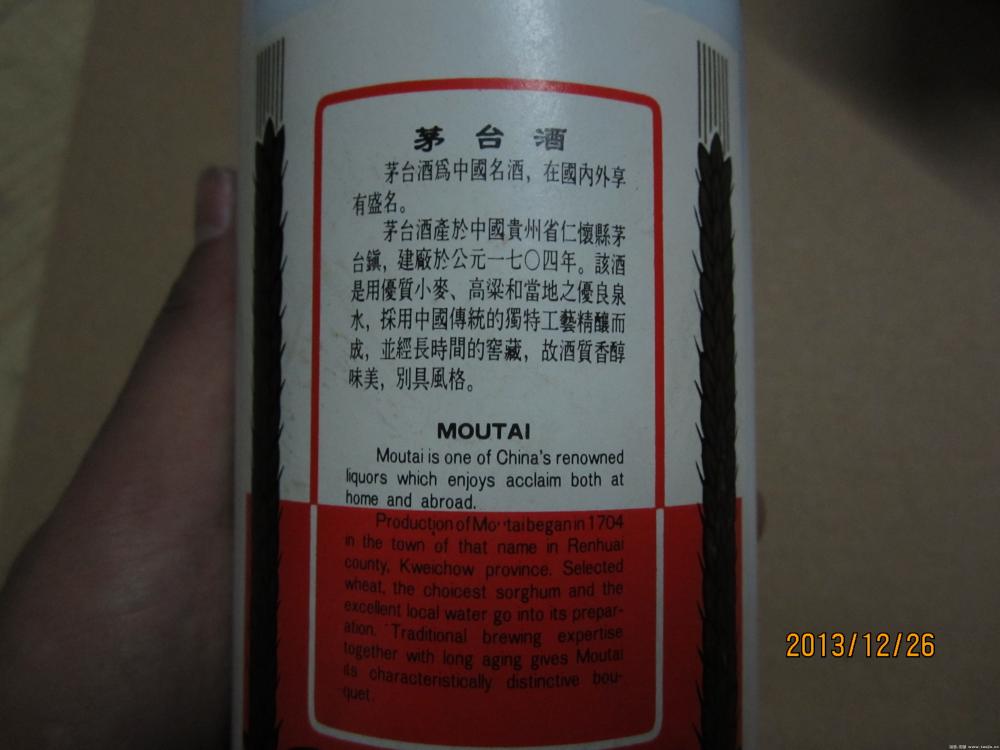 茅台酒
茅台酒爲中國名酒，在國內外享
有盛名。
茅台酒產於中國貴州省仁懷縣茅
台鎭，建廠於公元一七〇四年。該酒
是用優質小麥、高粱和當地之優良泉
水，採用中國傳統的獨特工藝精釀而
成，並經長時間的窖藏，故酒質香醇
味美，別具風格。
MOUTAI
Moutai is one of China's renowned
liquors which enjoys acclaim both at
home and abroad.
Production of Moutai began in 1704
in the town of that name in Renhuai
county, Kweichow province. Selected
wheat, the choicest sorghum and the
excellent local water go into its prepar-
ation. Traditional brewing expertise
together with long aging gives Moutai
its characteristically distinctive bou-
quet.
2013/12/26